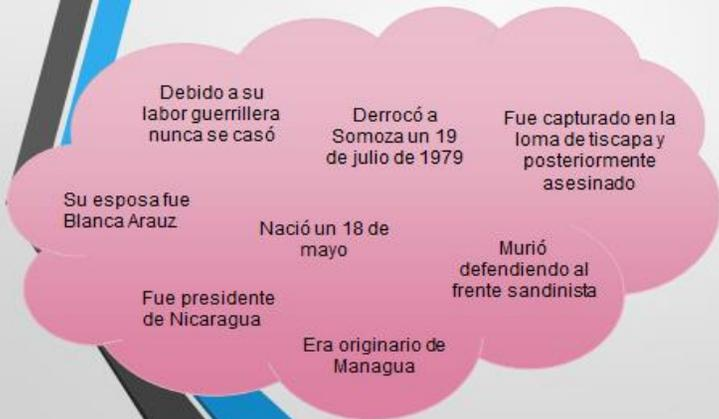 Debido a su
labor guerrillera
nunca se casó
Derrocó a
Somoza un 19
de julio de 1979
Fue capturado en la
loma de tiscapa y
posteriormente
asesinado
Su esposa fue
Blanca Arauz
Nació un 18 de
mayo
Murió
defendiendo al
frente sandinista
Fue presidente
de Nicaragua
Era originario de
Managua